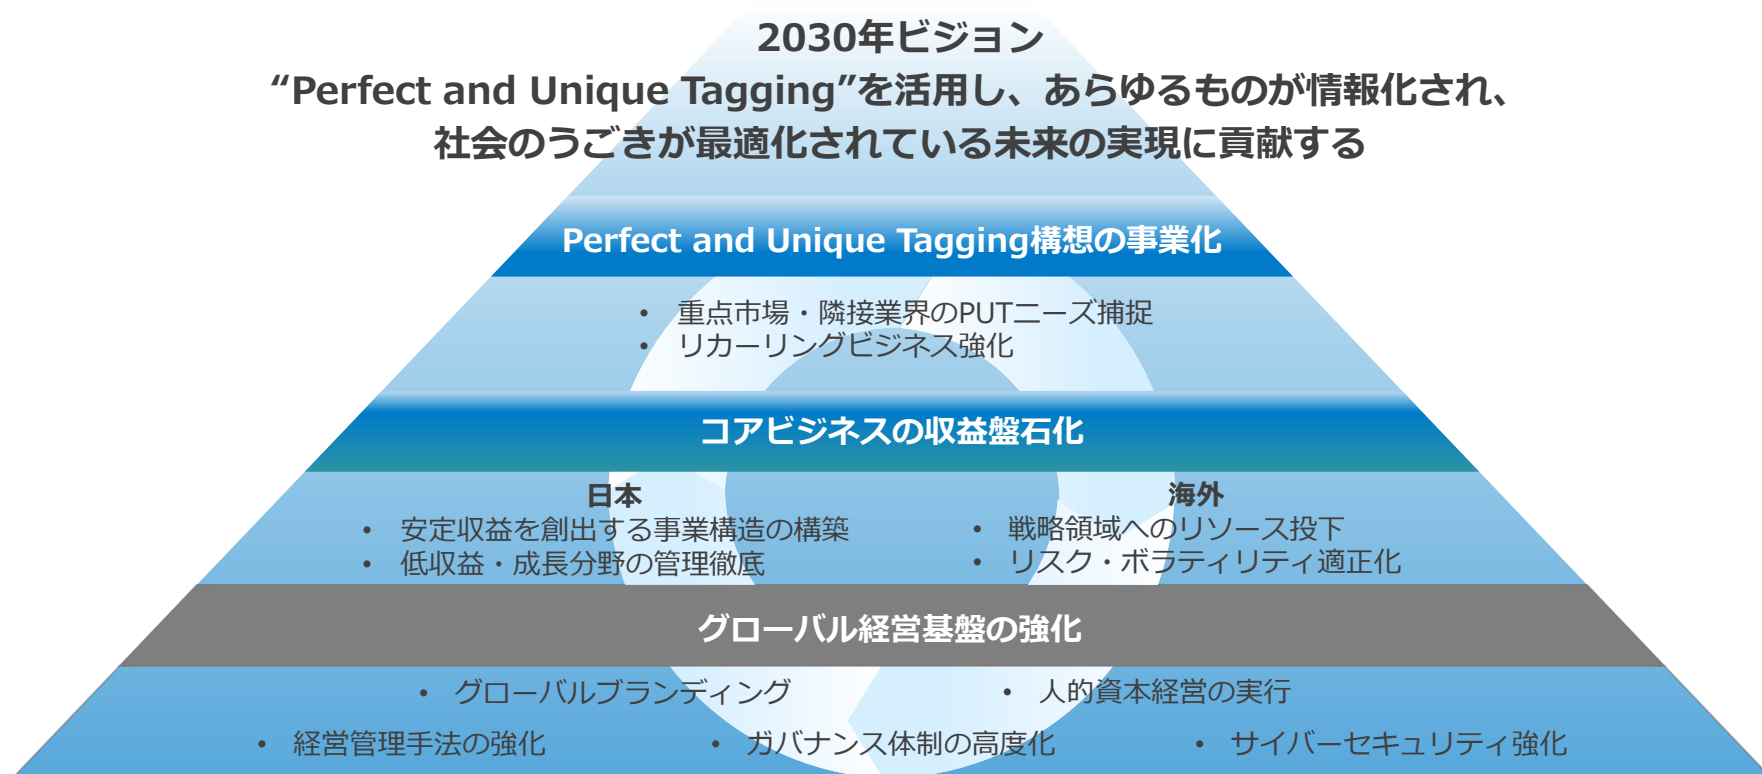 2030年ビジョン
“Perfect and Unique Tagging”を活用し、あらゆるものが情報化され、
社会のうごきが最適化されている未来の実現に貢献する
Perfect and Unique Tagging構想の事業化
• 重点市場・隣接業界のPUTニーズ捕捉
• リカーリングビジネス強化
コアビジネスの収益盤石化
日本
• 安定収益を創出する事業構造の構築
• 低収益・成長分野の管理徹底
海外
• 戦略領域へのリソース投下
• リスク・ボラティリティ適正化
グローバル経営基盤の強化
• グローバルブランディング • 人的資本経営の実行
• 経営管理手法の強化 • ガバナンス体制の高度化 • サイバーセキュリティ強化